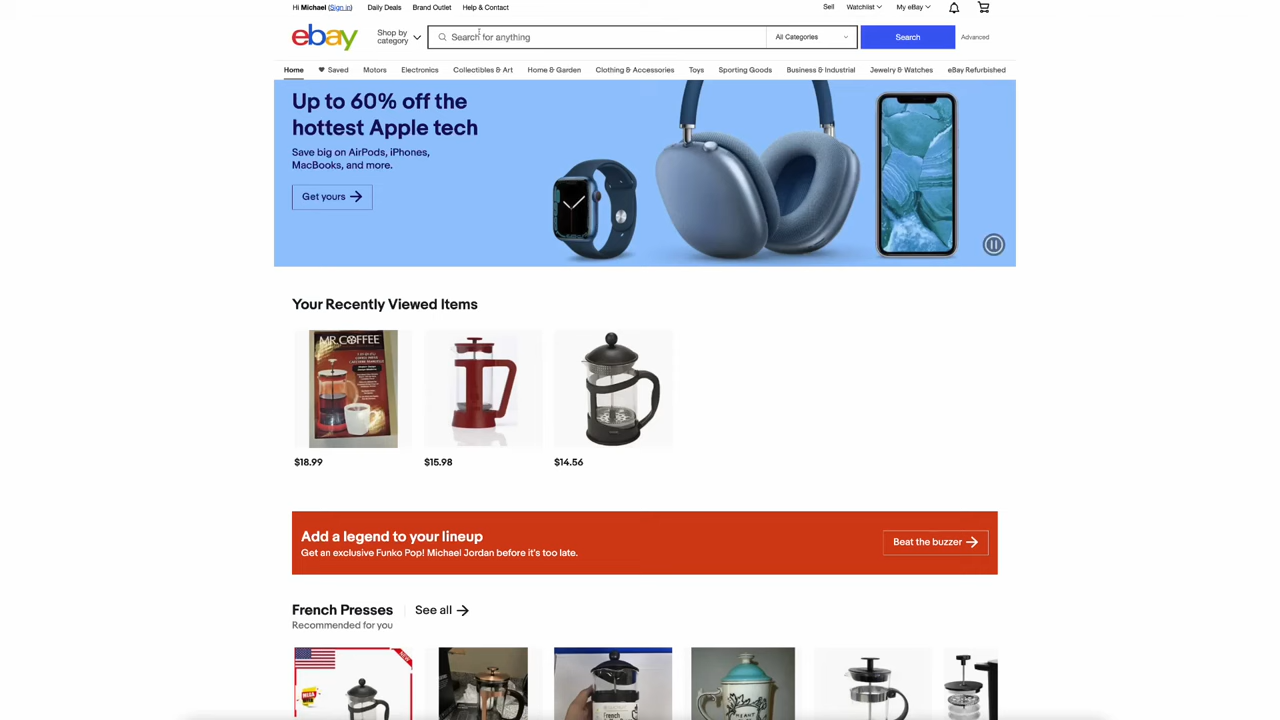 Hi Michael (Sign in) Daily Deals Brand Outlet Help & Contact Sell Watchlist My eBay
ebay Shop by category Search for anything All Categories Search Advanced
Home Saved Motors Electronics Collectibles & Art Home & Garden Clothing & Accessories Toys Sporting Goods Business & Industrial Jewelry & Watches eBay Refurbished
Up to 60% off the
hottest Apple tech
Save big on AirPods, iPhones,
MacBooks, and more.
Get yours
Your Recently Viewed Items
MR. COFFEE
$18.99 $15.98 $14.56
Add a legend to your lineup
Get an exclusive Funko Pop! Michael Jordan before it's too late.
Beat the buzzer
French Presses See all
Recommended for you